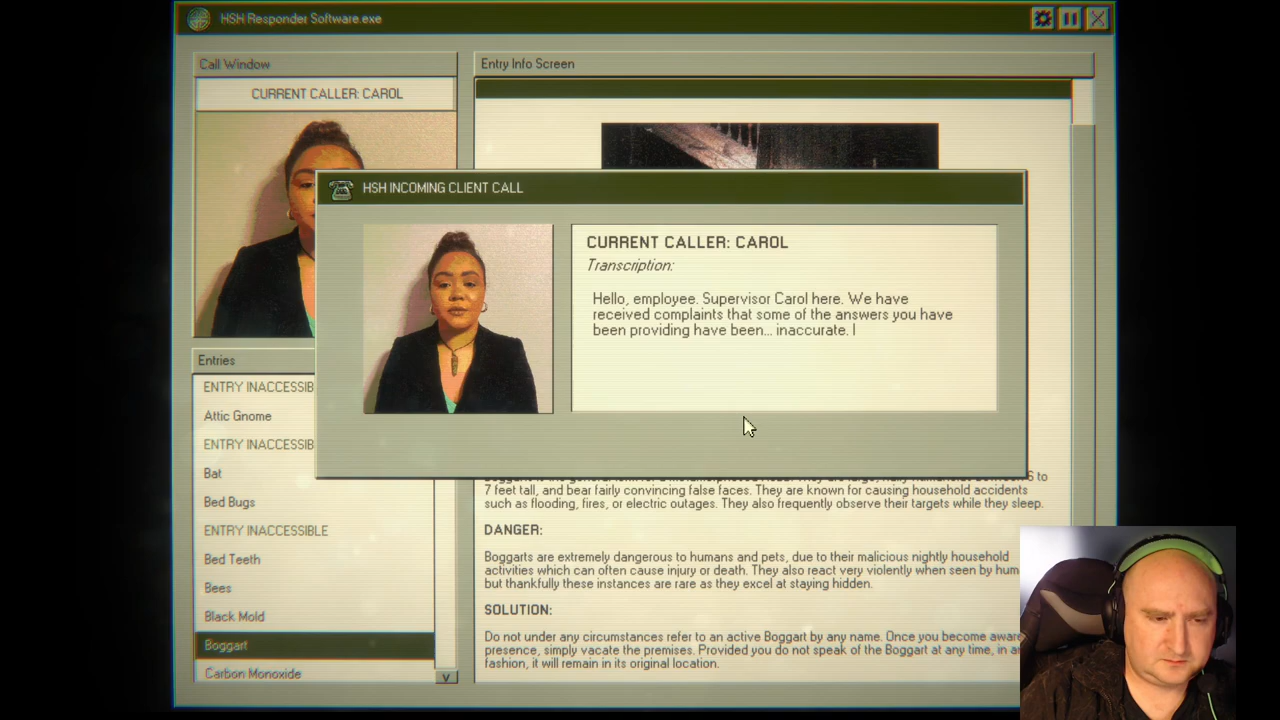 HSH Responder Software.exe
Call Window
CURRENT CALLER: CAROL
Entry Info Screen
HSH INCOMING CLIENT CALL
CURRENT CALLER: CAROL
Transcription:
Hello, employee. Supervisor Carol here. We have
received complaints that some of the answers you have
been providing have been... inaccurate. I
Entries
ENTRY INACCESSIB
Attic Gnome
ENTRY INACCESSIB
Bat
Bed Bugs
ENTRY INACCESSIBLE
Bed Teeth
Bees
Black Mold
Boggart
Carbon Monoxide
6 to
7 feet tall, and bear fairly convincing false faces. They are known for causing household accidents
such as flooding, fires, or electric outages. They also frequently observe their targets while they sleep.
DANGER:
Boggarts are extremely dangerous to humans and pets, due to their malicious nightly household
activities which can often cause injury or death. They also react very violently when seen by hum
but thankfully these instances are rare as they excel at staying hidden.
SOLUTION:
Do not under any circumstances refer to an active Boggart by any name. Once you become aware
presence, simply vacate the premises. Provided you do not speak of the Boggart at any time, in a
fashion, it will remain in its original location.